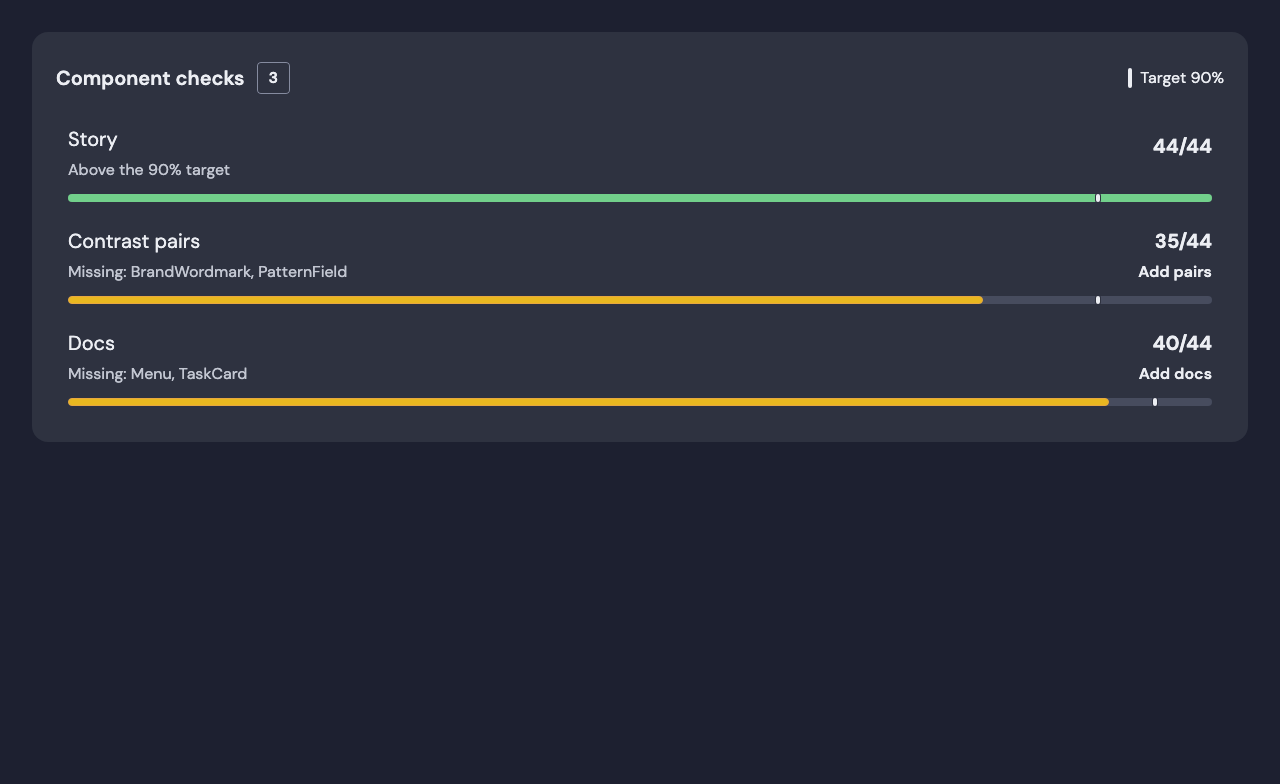 Component checks 3
Target 90%
Story
44/44
Above the 90% target
Contrast pairs
35/44
Missing: BrandWordmark, PatternField
Add pairs
Docs
40/44
Missing: Menu, TaskCard
Add docs